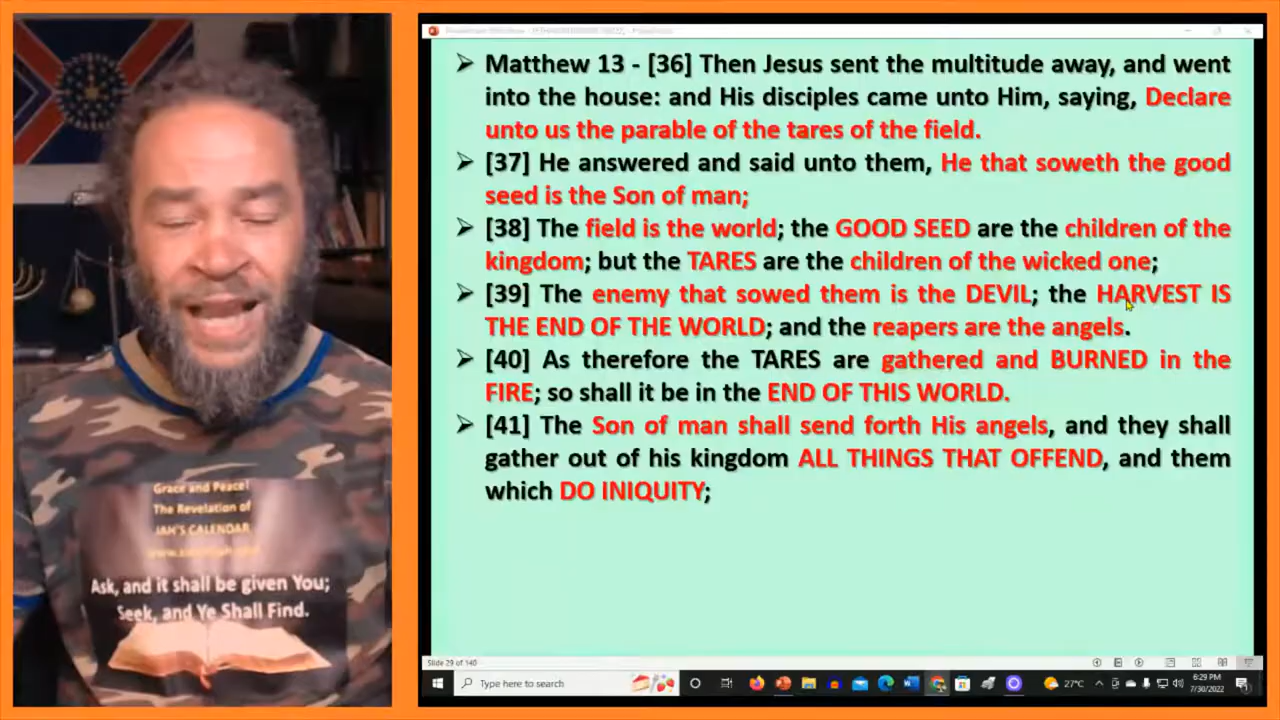 Matthew 13 - [36] Then Jesus sent the multitude away, and went
into the house: and His disciples came unto Him, saying, Declare
unto us the parable of the tares of the field.
[37] He answered and said unto them, He that soweth the good
seed is the Son of man;
[38] The field is the world; the GOOD SEED are the children of the
kingdom; but the TARES are the children of the wicked one;
[39] The enemy that sowed them is the DEVIL; the HARVEST IS
THE END OF THE WORLD; and the reapers are the angels.
[40] As therefore the TARES are gathered and BURNED in the
FIRE; so shall it be in the END OF THIS WORLD.
[41] The Son of man shall send forth His angels, and they shall
gather out of his kingdom ALL THINGS THAT OFFEND, and them
which DO INIQUITY;
Grace and Peace!
The Revelation of
JAH'S CALENDAR
Ask, and it shall be given You;
Seek, and Ye Shall Find.
Slide 29 of 140
Type here to search
27°C
6:29 PM
7/30/2022